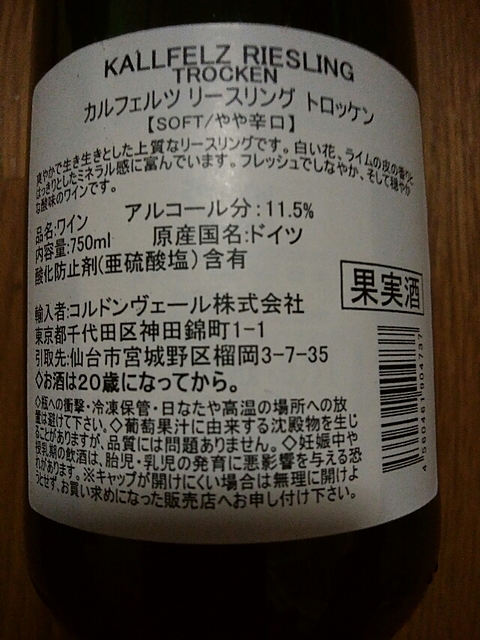 KALLFELZ RIESLING
TROCKEN
カルフェルツ リースリング トロッケン
【SOFT/やや辛口】
爽やかで生き生きとした上質なリースリングです。白い花、ライムの皮の香りと
はっきりとしたミネラル感に富んでいます。フレッシュでしなやか、そして穏やか
な酸味のワインです。
品名:ワイン アルコール分:11.5%
内容量:750ml 原産国名:ドイツ
酸化防止剤(亜硫酸塩)含有
果実酒
輸入者:コルドンヴェール株式会社
東京都千代田区神田錦町1-1
引取先:仙台市宮城野区榴岡3-7-35
◇お酒は20歳になってから。
◇瓶への衝撃・冷凍保管・日なたや高温の場所への放
置は避けて下さい。◇葡萄果汁に由来する沈殿物を生じ
ることがありますが、品質には問題ありません。◇妊娠中や
授乳期の飲酒は、胎児・乳児の発育に悪影響を与える恐
れがあります。※キャップが開けにくい場合は無理に開けよ
うとせず、お買い求めになった販売店へお申し付け下さい。
4560461904737